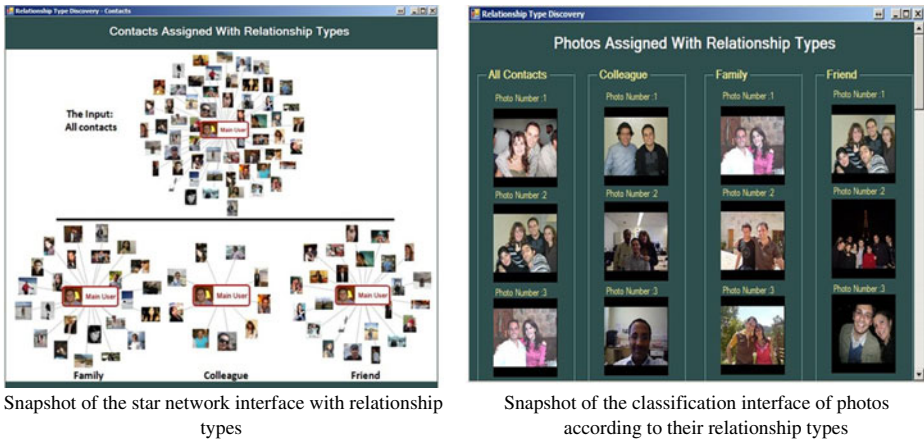 Relationship Type Discovery - Contacts
Contacts Assigned With Relationship Types
The Input:
All contacts
Main User
Main User
Main User
Main User
Family
Colleague
Friend
Snapshot of the star network interface with relationship
types
Relationship Type Discovery
Photos Assigned With Relationship Types
All Contacts
Colleague
Family
Friend
Photo Number :1
Photo Number :1
Photo Number :1
Photo Number :1
Photo Number :2
Photo Number :2
Photo Number :2
Photo Number :2
Photo Number :3
Photo Number :3
Photo Number :3
Photo Number :3
Snapshot of the classification interface of photos
according to their relationship types